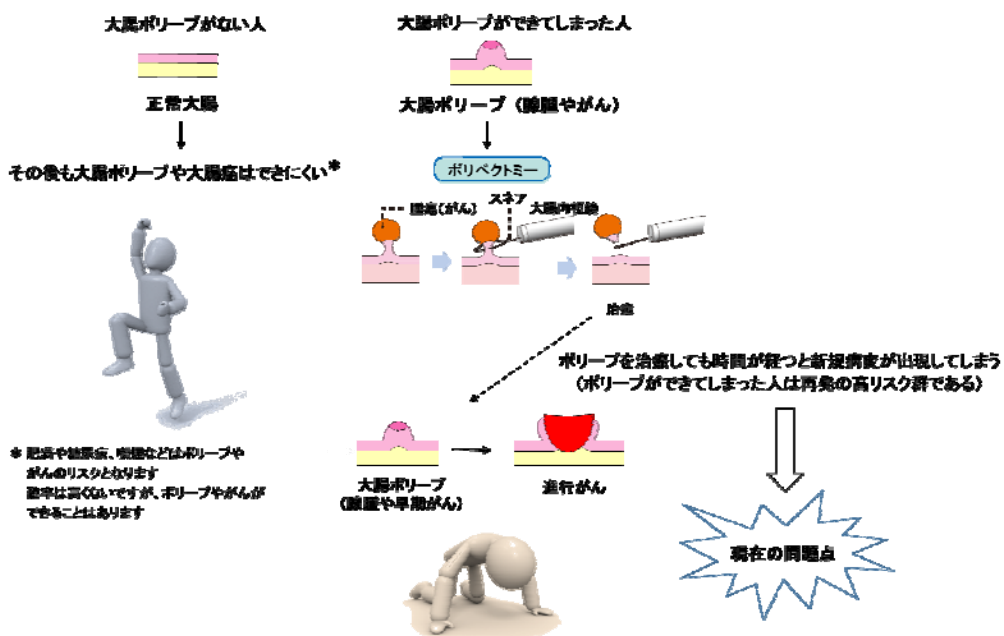 大腸ポリープがない人
正常大腸
その後も大腸ポリープや大腸癌はできにくい*
* 肥満や糖尿病、喫煙などはポリープや
がんのリスクとなります
確率は高くないですが、ポリープやがんが
できることはあります
大腸ポリープができてしまった人
大腸ポリープ(腺腫やがん)
ポリペクトミー
腫瘍(がん)
スネア
大腸内視鏡
治癒
ポリープを治療しても時間が経つと新規病変が出現してしまう
(ポリープができてしまった人は再発の高リスク群である)
大腸ポリープ
(腺腫や早期がん)
進行がん
現在の問題点